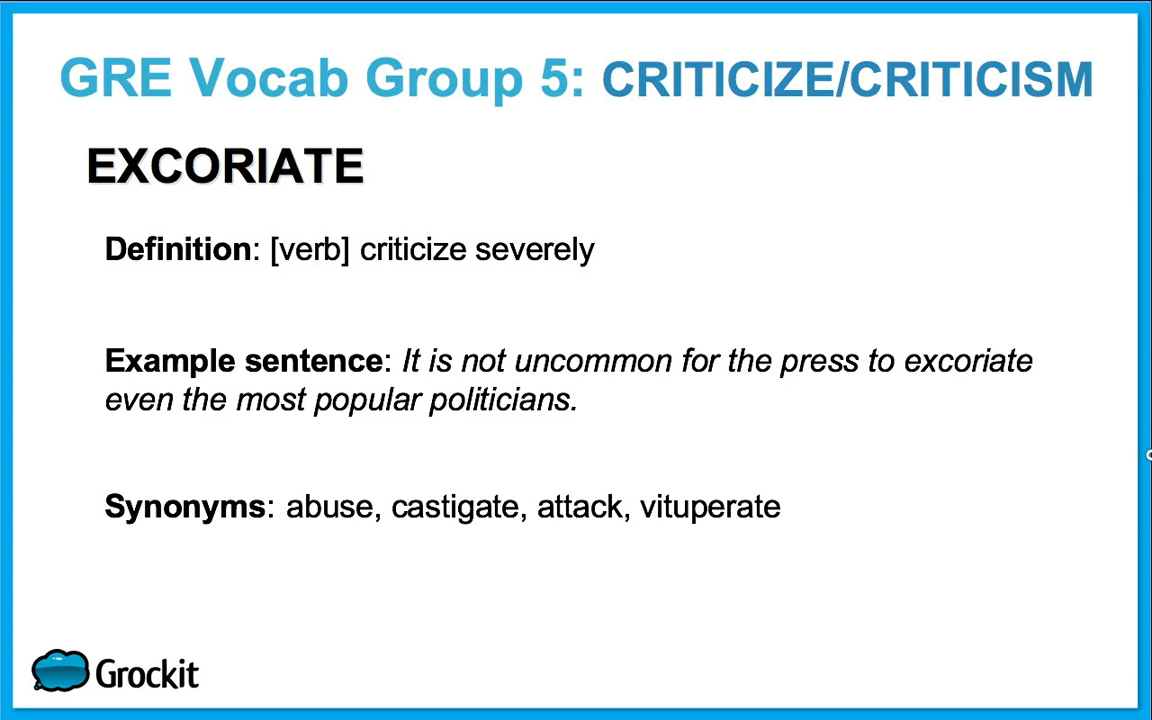 GRE Vocab Group 5: CRITICIZE/CRITICISM
EXCORIATE
Definition: [verb] criticize severely
Example sentence: It is not uncommon for the press to excoriate
even the most popular politicians.
Synonyms: abuse, castigate, attack, vituperate
Grockit